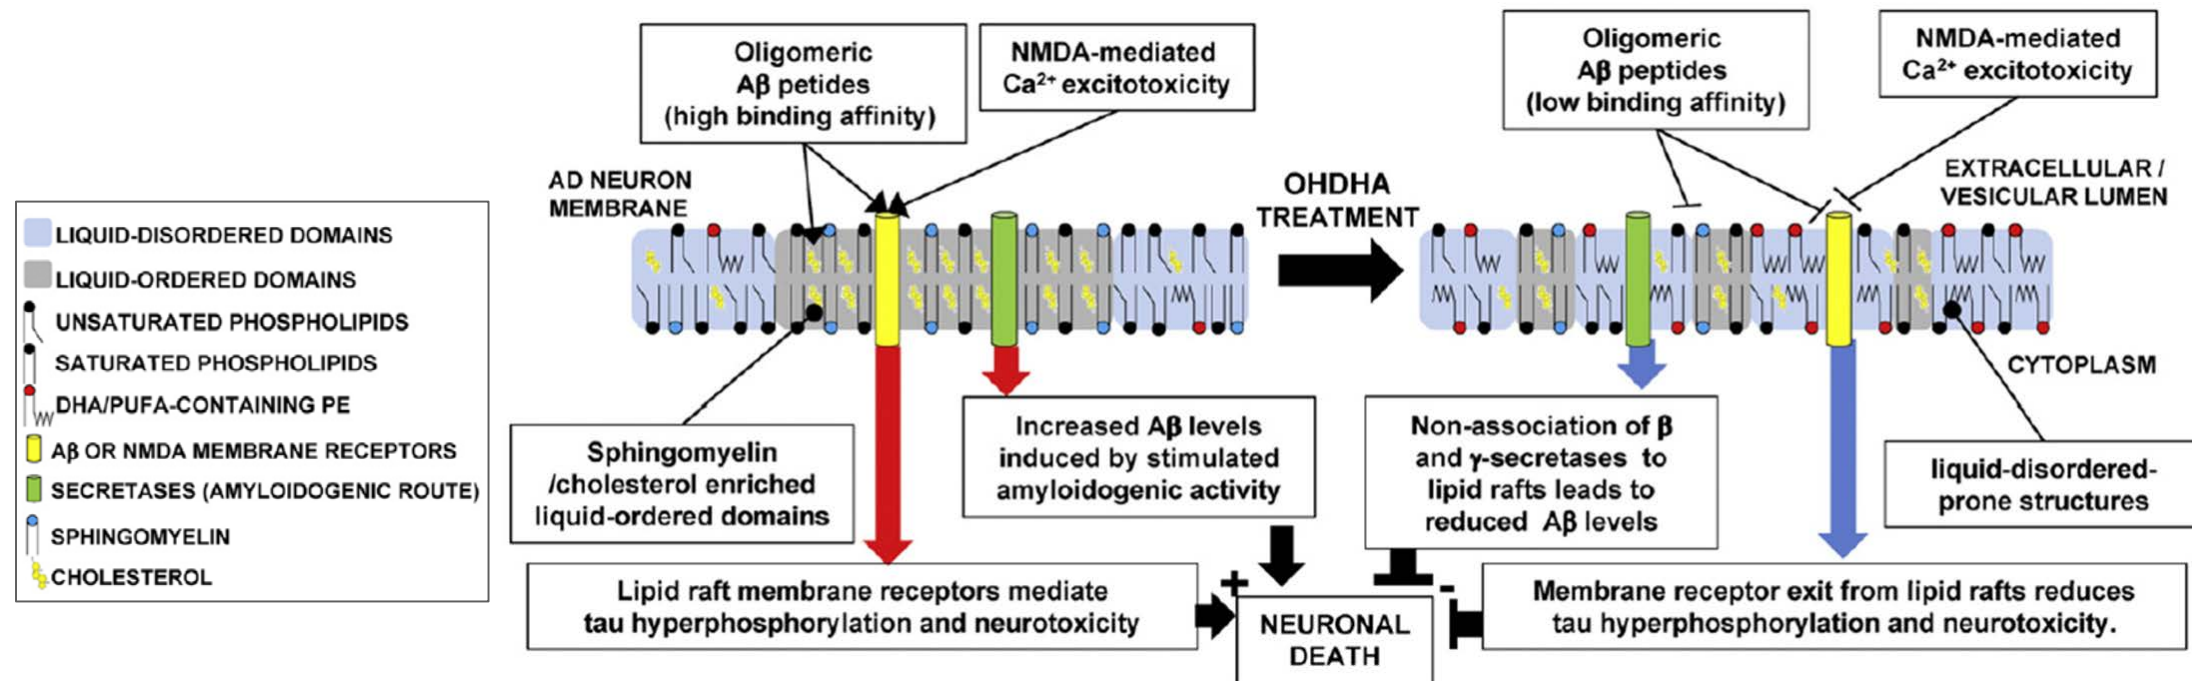 Oligomeric
Aβ petides
(high binding affinity)
NMDA-mediated
Ca²⁺ excitotoxicity
Oligomeric
Aβ peptides
(low binding affinity)
NMDA-mediated
Ca²⁺ excitotoxicity
AD NEURON
MEMBRANE
OHDHA
TREATMENT
EXTRACELLULAR /
VESICULAR LUMEN
CYTOPLASM
LIQUID-DISORDERED DOMAINS
LIQUID-ORDERED DOMAINS
UNSATURATED PHOSPHOLIPIDS
SATURATED PHOSPHOLIPIDS
DHA/PUFA-CONTAINING PE
Aβ OR NMDA MEMBRANE RECEPTORS
SECRETASES (AMYLOIDOGENIC ROUTE)
SPHINGOMYELIN
CHOLESTEROL
Sphingomyelin
/cholesterol enriched
liquid-ordered domains
Increased Aβ levels
induced by stimulated
amyloidogenic activity
Non-association of β
and γ-secretases to
lipid rafts leads to
reduced Aβ levels
liquid-disordered-
prone structures
Lipid raft membrane receptors mediate
tau hyperphosphorylation and neurotoxicity
+
NEURONAL
DEATH
-
Membrane receptor exit from lipid rafts reduces
tau hyperphosphorylation and neurotoxicity.